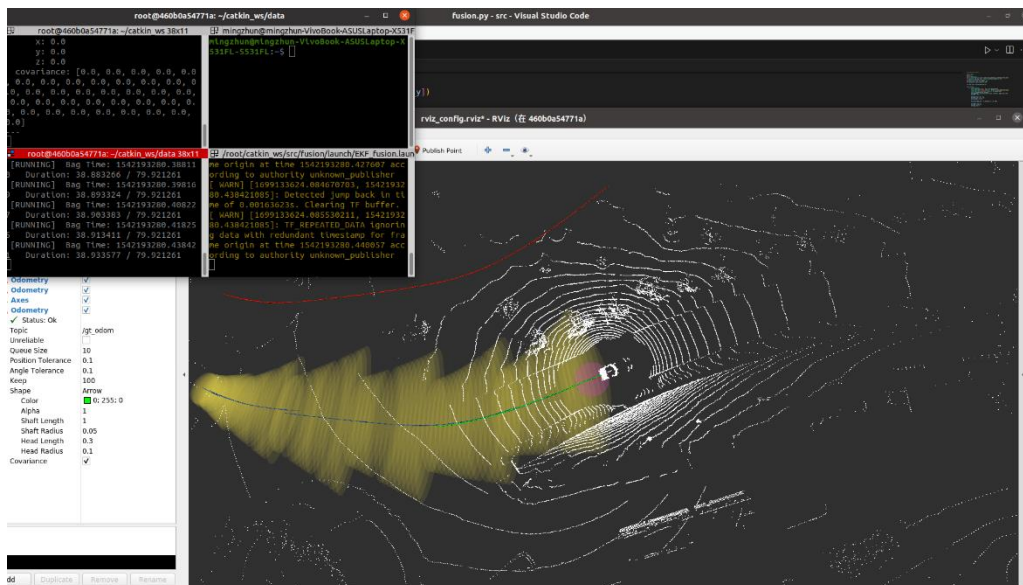 root@460b0a54771a: ~/catkin_ws/data
fusion.py - src - Visual Studio Code
root@460b0a54771a: ~/catkin_ws 38x11
x: 0.0
y: 0.0
z: 0.0
covariance: [0.0, 0.0, 0.0, 0.0, 0.0
, 0.0, 0.0, 0.0, 0.0, 0.0, 0.0, 0
.0, 0.0, 0.0, 0.0, 0.0, 0.0, 0.0,
0.0, 0.0, 0.0, 0.0, 0.0, 0.0, 0.
0, 0.0, 0.0, 0.0, 0.0, 0.0, 0.0,
0.0]
---
mingzhun@mingzhun-VivoBook-ASUSLaptop-X531F
mingzhun@mingzhun-VivoBook-ASUSLaptop-X
531FL-S531FL:~$
y])
rviz_config.rviz* - RViz (在 460b0a54771a)
Publish Point
root@460b0a54771a: ~/catkin_ws/data 38x11
[RUNNING] Bag Time: 1542193280.38811
Duration: 38.883266 / 79.921261
[RUNNING] Bag Time: 1542193280.39816
Duration: 38.893324 / 79.921261
[RUNNING] Bag Time: 1542193280.40822
Duration: 38.903383 / 79.921261
[RUNNING] Bag Time: 1542193280.41825
Duration: 38.913411 / 79.921261
[RUNNING] Bag Time: 1542193280.43842
Duration: 38.933577 / 79.921261
/root/catkin_ws/src/fusion/launch/EKF_fusion.laun
me origin at time 1542193280.427607 acc
ording to authority unknown_publisher
[ WARN] [1699133624.084670703, 15421932
80.438421085]: Detected jump back in ti
me of 0.00163623s. Clearing TF buffer.
[ WARN] [1699133624.085530211, 15421932
80.438421085]: TF_REPEATED_DATA ignorin
g data with redundant timestamp for fra
me origin at time 1542193280.440057 acc
ording to authority unknown_publisher
Odometry
Odometry
Axes
Odometry
Status: Ok
Topic /gt_odom
Unreliable
Queue Size 10
Position Tolerance 0.1
Angle Tolerance 0.1
Keep 100
Shape Arrow
Color 0; 255; 0
Alpha 1
Shaft Length 1
Shaft Radius 0.05
Head Length 0.3
Head Radius 0.1
Covariance
dd Duplicate Remove Rename